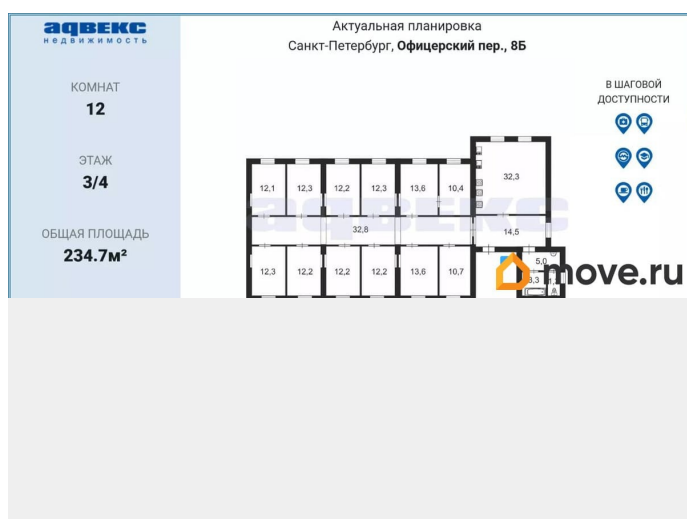 адвекс
недвижимость
Актуальная планировка
Санкт-Петербург, Офицерский пер., 8Б
КОМНАТ
12
ЭТАЖ
3/4
ОБЩАЯ ПЛОЩАДЬ
234.7м²
В ШАГОВОЙ
ДОСТУПНОСТИ
12,1 12,3 12,2 12,3 13,6 10,4 32,3
адвекс
32,8 14,5
12,3 12,2 12,2 12,2 13,6 10,7 5,0
move.ru